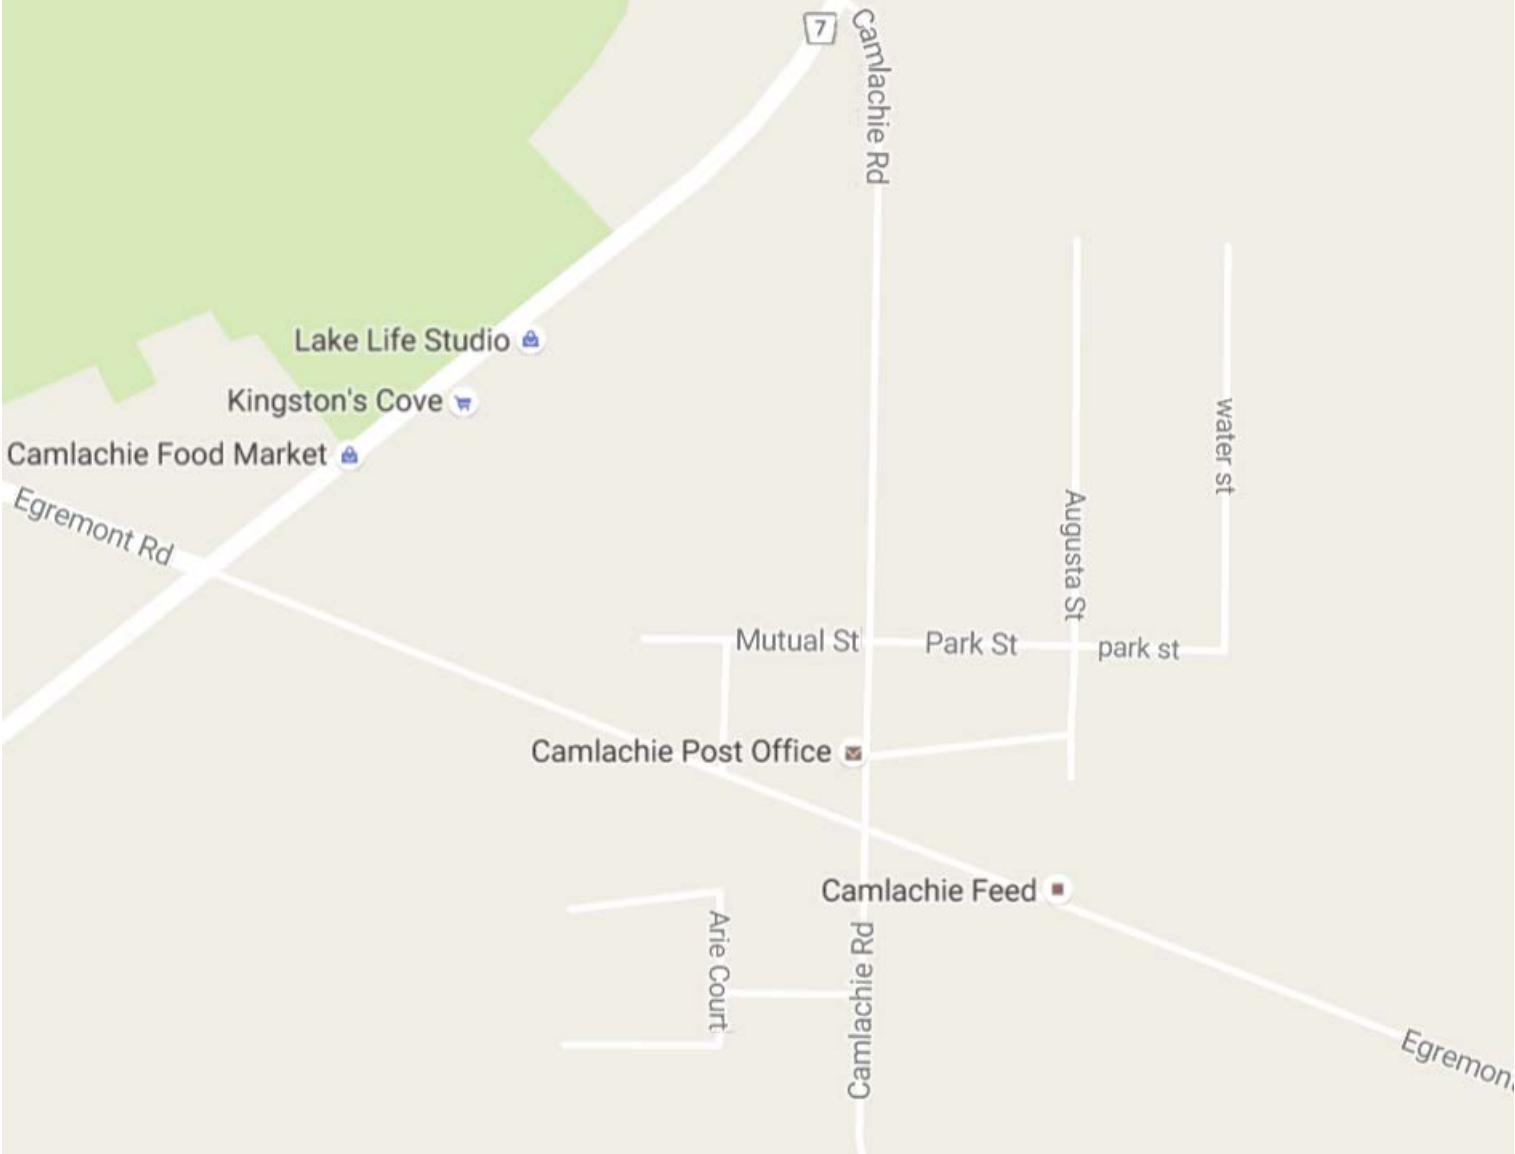 7
Camlachie Rd
Lake Life Studio
Kingston's Cove
Camlachie Food Market
water st
Egremont Rd
Augusta St
Mutual St
Park St
park st
Camlachie Post Office
Camlachie Feed
Arie Court
Camlachie Rd
Egremon